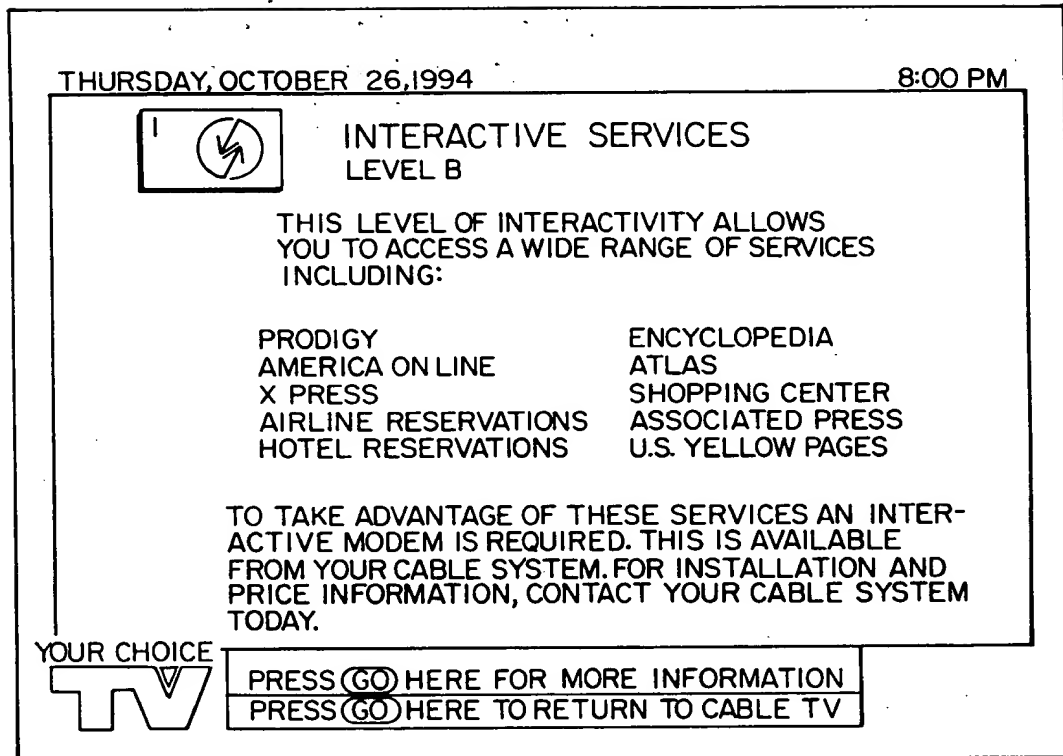 THURSDAY, OCTOBER 26, 1994 8:00 PM
I
INTERACTIVE SERVICES
LEVEL B
THIS LEVEL OF INTERACTIVITY ALLOWS
YOU TO ACCESS A WIDE RANGE OF SERVICES
INCLUDING:
PRODIGY ENCYCLOPEDIA
AMERICA ON LINE ATLAS
X PRESS SHOPPING CENTER
AIRLINE RESERVATIONS ASSOCIATED PRESS
HOTEL RESERVATIONS U.S. YELLOW PAGES
TO TAKE ADVANTAGE OF THESE SERVICES AN INTER-
ACTIVE MODEM IS REQUIRED. THIS IS AVAILABLE
FROM YOUR CABLE SYSTEM. FOR INSTALLATION AND
PRICE INFORMATION, CONTACT YOUR CABLE SYSTEM
TODAY.
YOUR CHOICE
TV
PRESS GO HERE FOR MORE INFORMATION
PRESS GO HERE TO RETURN TO CABLE TV